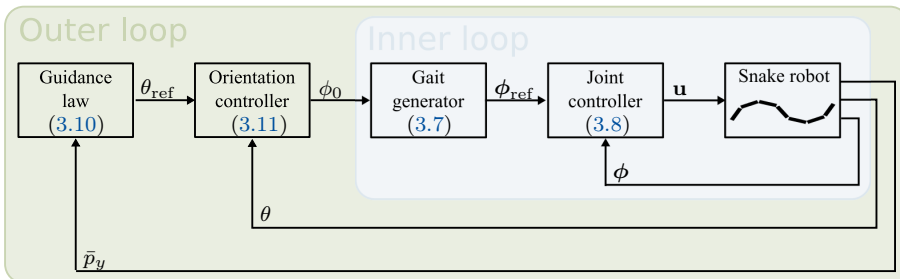 Outer loop
Inner loop
Guidance
law
(3.10)
θref
Orientation
controller
(3.11)
ϕ0
Gait
generator
(3.7)
ϕref
Joint
controller
(3.8)
u
Snake robot
ϕ
θ
p̄y